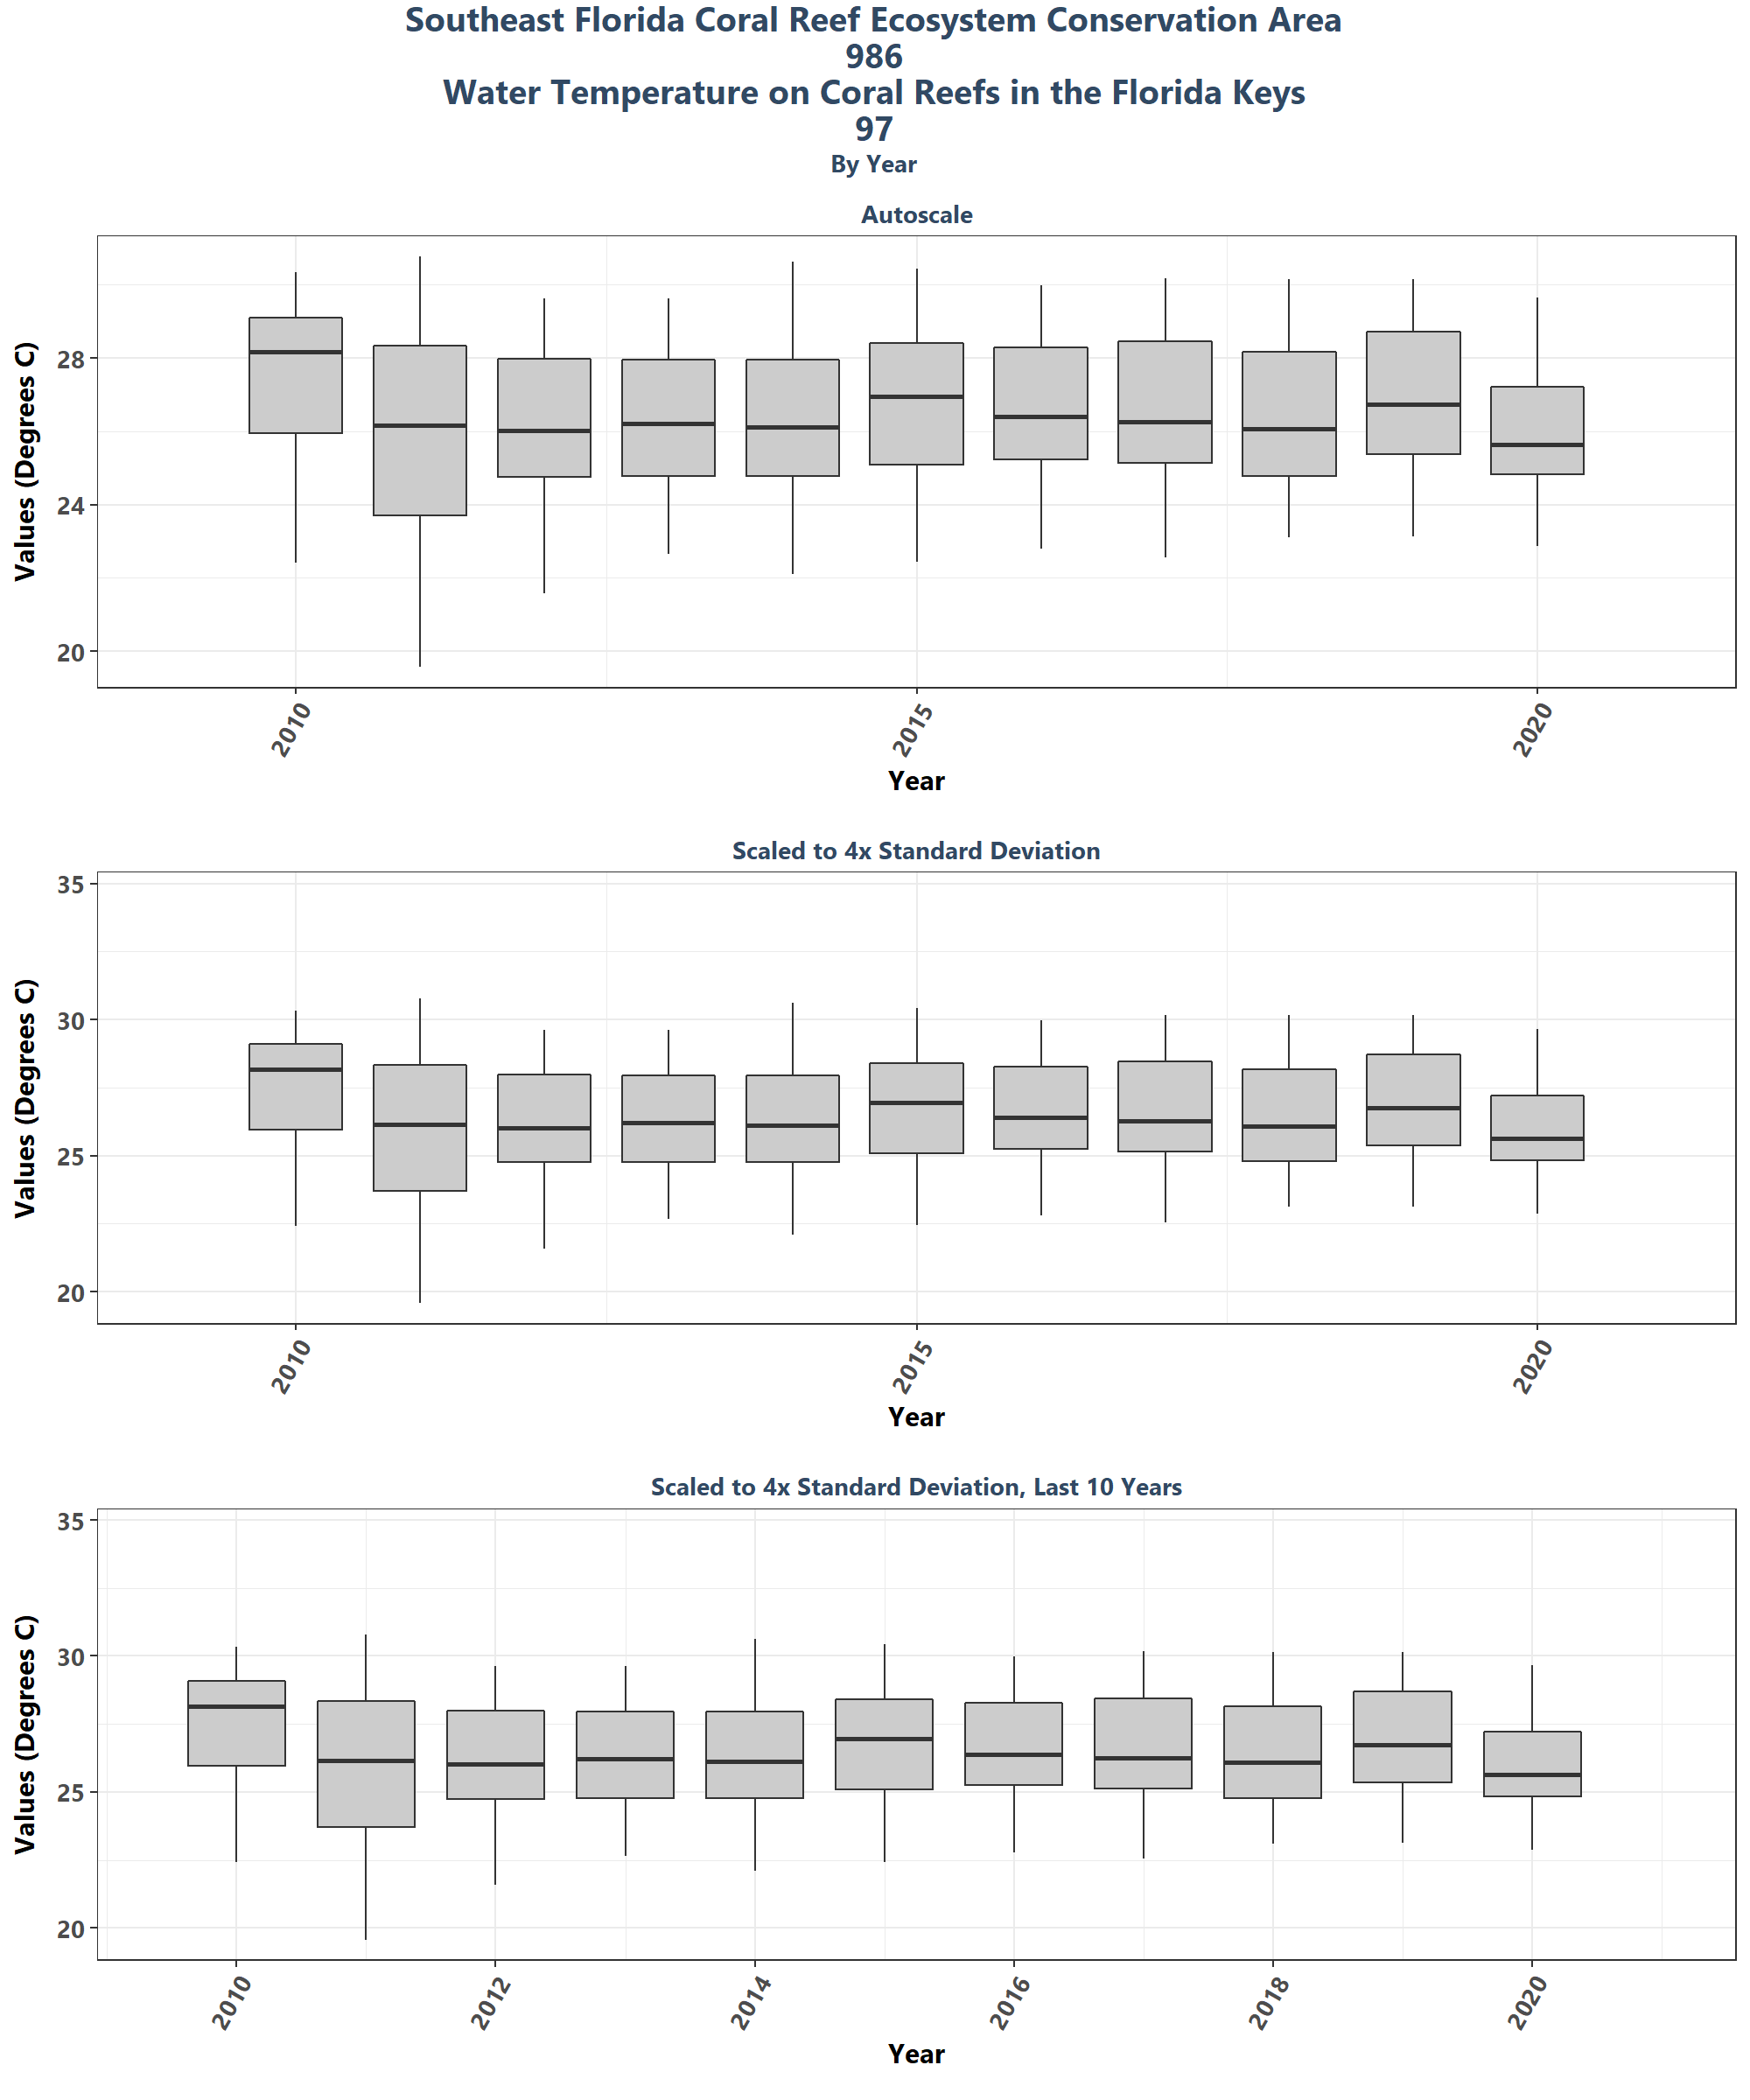 Southeast Florida Coral Reef Ecosystem Conservation Area
986
Water Temperature on Coral Reefs in the Florida Keys
97
By Year
Autoscale
Values (Degrees C)
28
24
20
2010
2015
2020
Year
Scaled to 4x Standard Deviation
Values (Degrees C)
35
30
25
20
2010
2015
2020
Year
Scaled to 4x Standard Deviation, Last 10 Years
Values (Degrees C)
35
30
25
20
2010
2012
2014
2016
2018
2020
Year